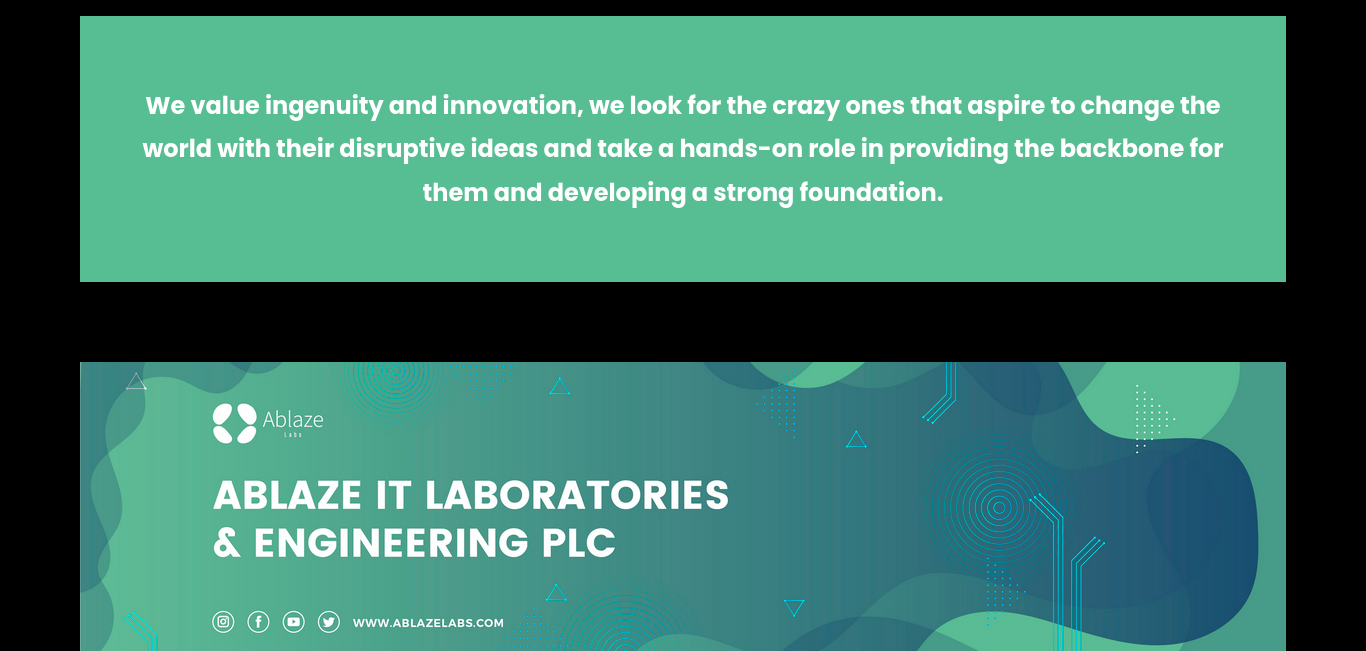 We value ingenuity and innovation, we look for the crazy ones that aspire to change the
world with their disruptive ideas and take a hands-on role in providing the backbone for
them and developing a strong foundation.
Ablaze
Labs
ABLAZE IT LABORATORIES
& ENGINEERING PLC
WWW.ABLAZELABS.COM